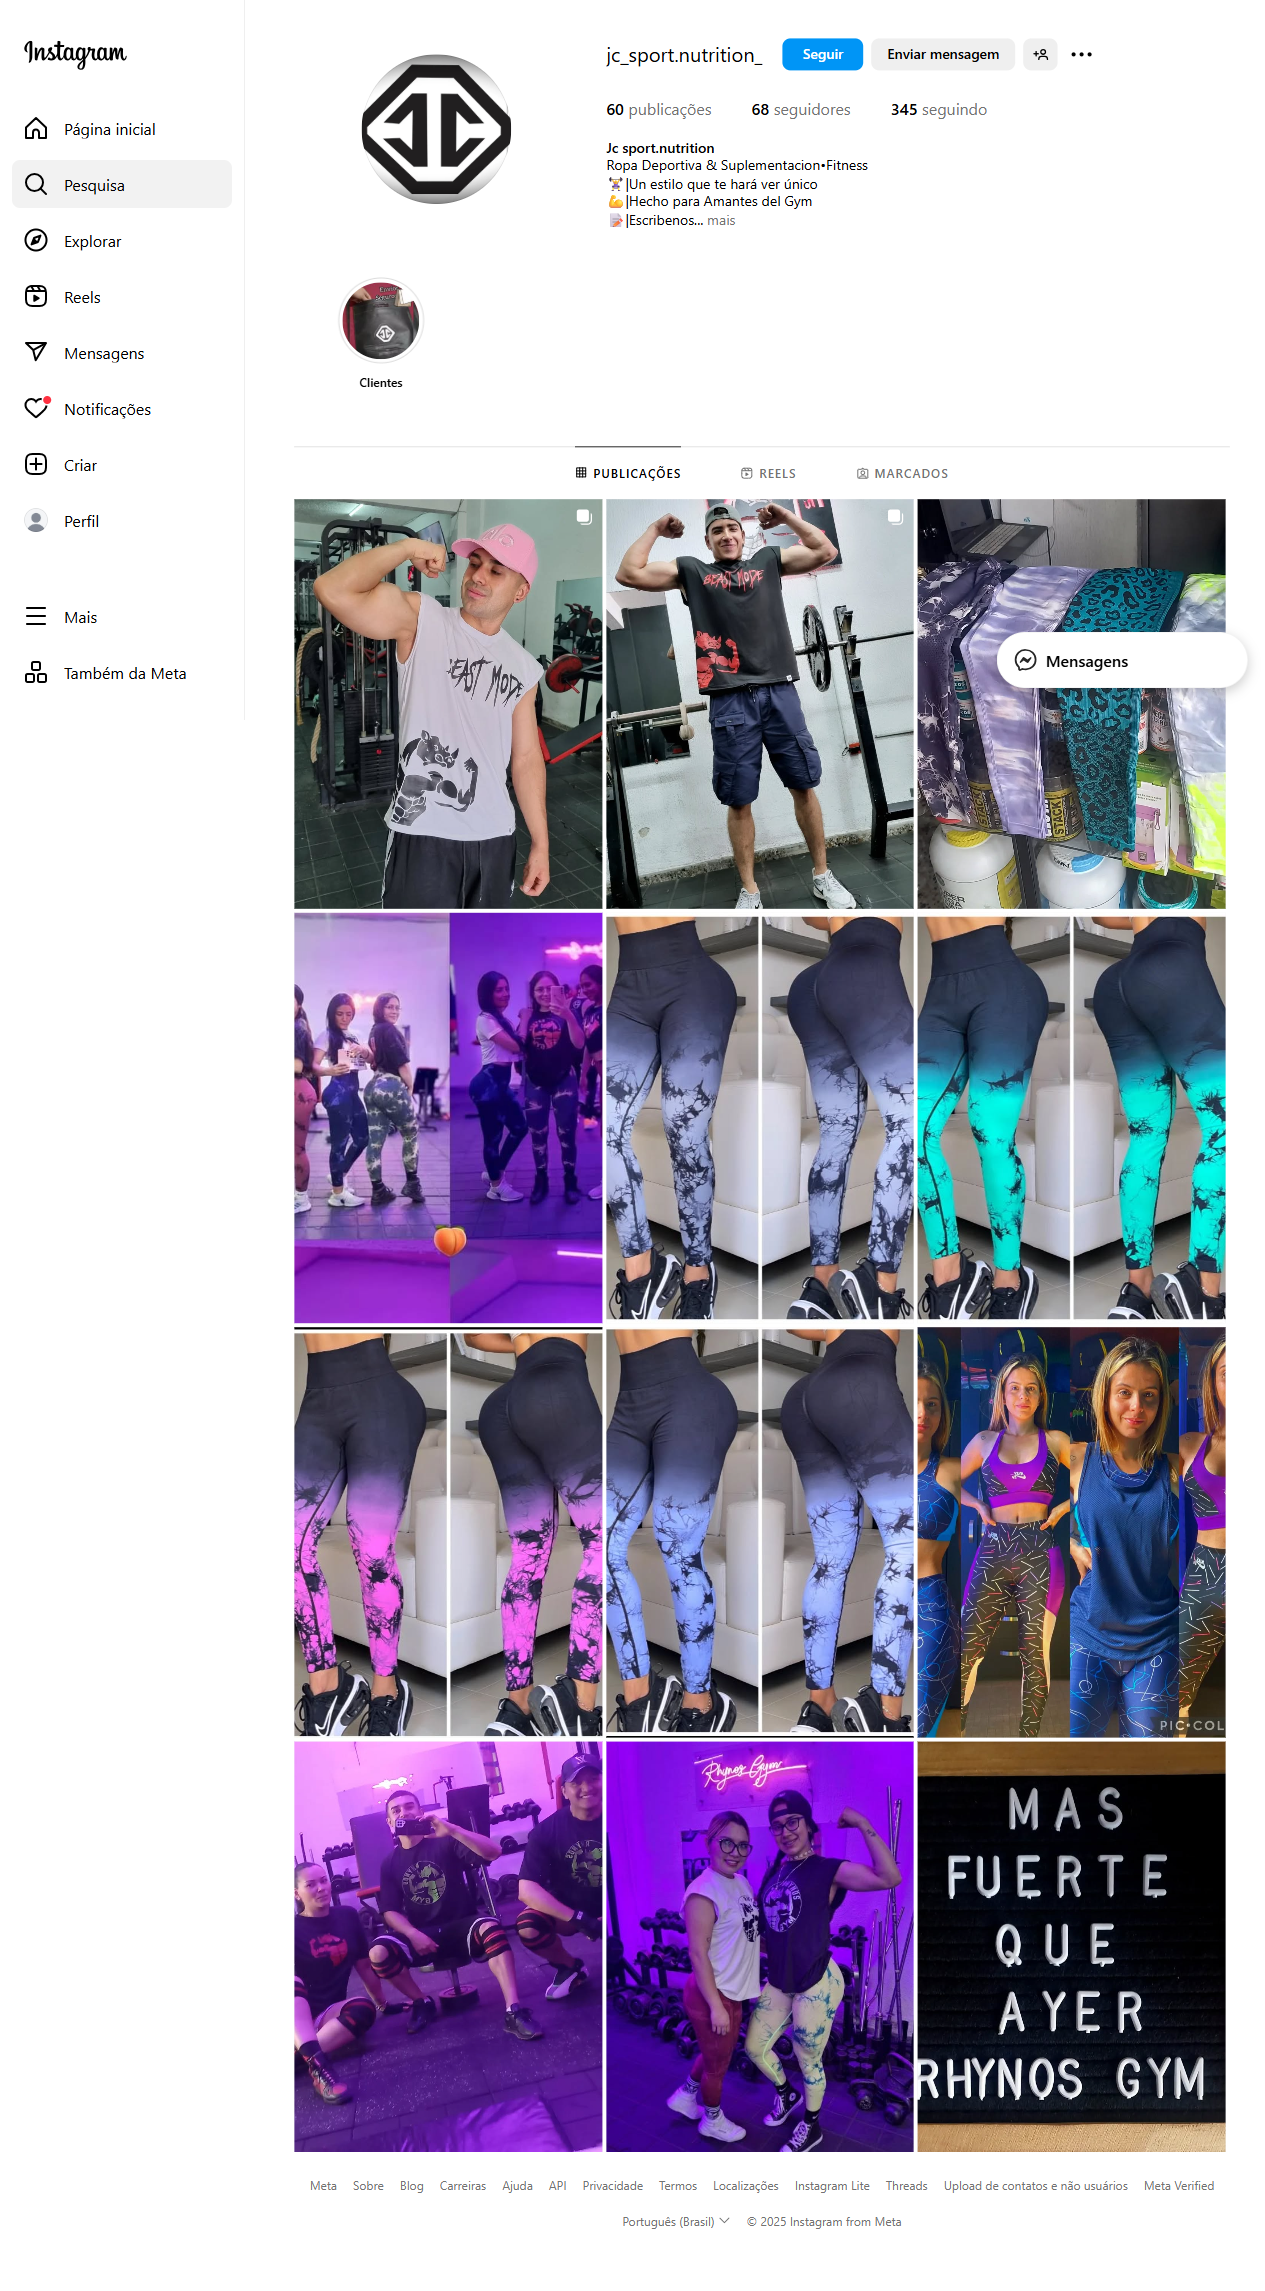 Instagram
Página inicial
Pesquisa
Explorar
Reels
Mensagens
Notificações
Criar
Perfil
Mais
Também da Meta
jc_sport.nutrition_
Seguir
Enviar mensagem
60 publicações
68 seguidores
345 seguindo
Jc sport.nutrition
Ropa Deportiva & Suplementacion•Fitness
🏋️|Un estilo que te hará ver único
💪|Hecho para Amantes del Gym
📝|Escribenos... mais
Clientes
PUBLICAÇÕES
REELS
MARCADOS
BEAST MODE
BEAST MODE
Mensagens
STACK
STACK
PIC•COL
Rhynos Gym
MAS
FUERTE
QUE
AYER
RHYNOS GYM
Meta
Sobre
Blog
Carreiras
Ajuda
API
Privacidade
Termos
Localizações
Instagram Lite
Threads
Upload de contatos e não usuários
Meta Verified
Português (Brasil)
© 2025 Instagram from Meta